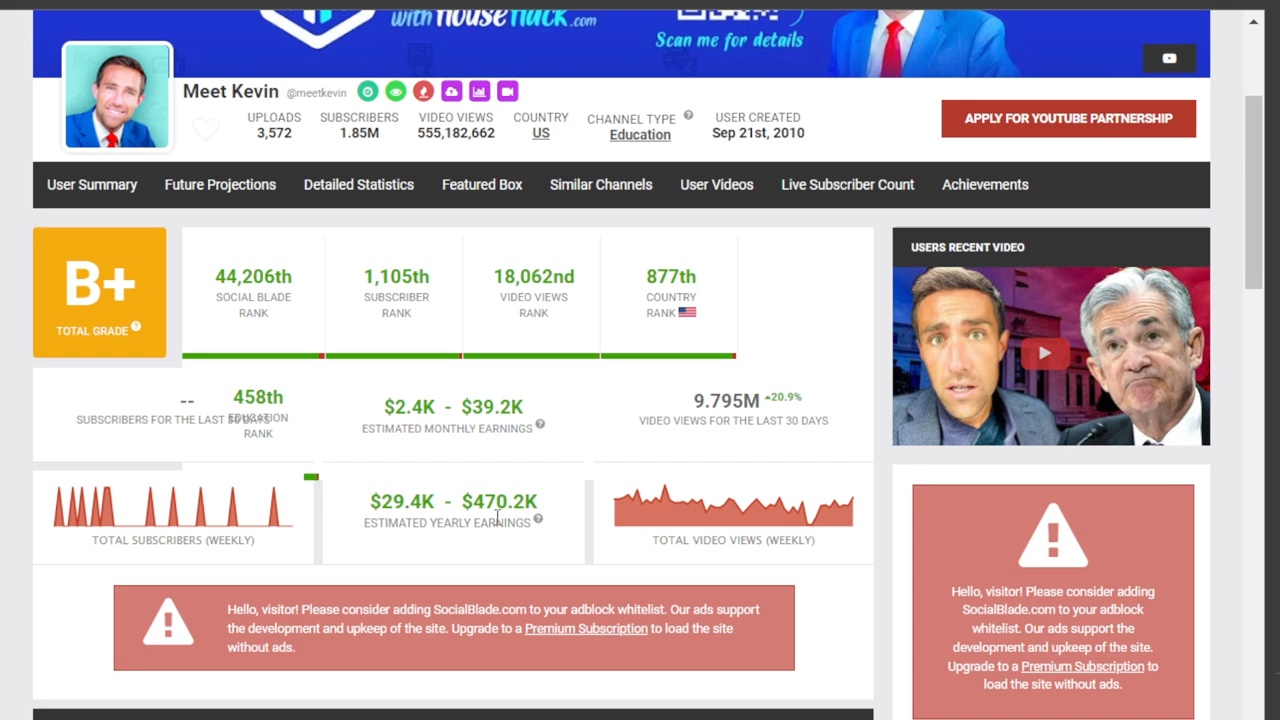 with HouseHack.com
Scan me for details
Meet Kevin @meetkevin
UPLOADS
3,572
SUBSCRIBERS
1.85M
VIDEO VIEWS
555,182,662
COUNTRY
US
CHANNEL TYPE ?
Education
USER CREATED
Sep 21st, 2010
APPLY FOR YOUTUBE PARTNERSHIP
User Summary Future Projections Detailed Statistics Featured Box Similar Channels User Videos Live Subscriber Count Achievements
B+
TOTAL GRADE ?
44,206th
SOCIAL BLADE
RANK
1,105th
SUBSCRIBER
RANK
18,062nd
VIDEO VIEWS
RANK
877th
COUNTRY
RANK
458th
EDUCATION
RANK
--
SUBSCRIBERS FOR THE LAST 30 DAYS
$2.4K - $39.2K
ESTIMATED MONTHLY EARNINGS ?
9.795M 20.9%
VIDEO VIEWS FOR THE LAST 30 DAYS
TOTAL SUBSCRIBERS (WEEKLY)
$29.4K - $470.2K
ESTIMATED YEARLY EARNINGS ?
TOTAL VIDEO VIEWS (WEEKLY)
Hello, visitor! Please consider adding SocialBlade.com to your adblock whitelist. Our ads support
the development and upkeep of the site. Upgrade to a Premium Subscription to load the site
without ads.
USERS RECENT VIDEO
Hello, visitor! Please consider adding
SocialBlade.com to your adblock
whitelist. Our ads support the
development and upkeep of the site.
Upgrade to a Premium Subscription to
load the site without ads.